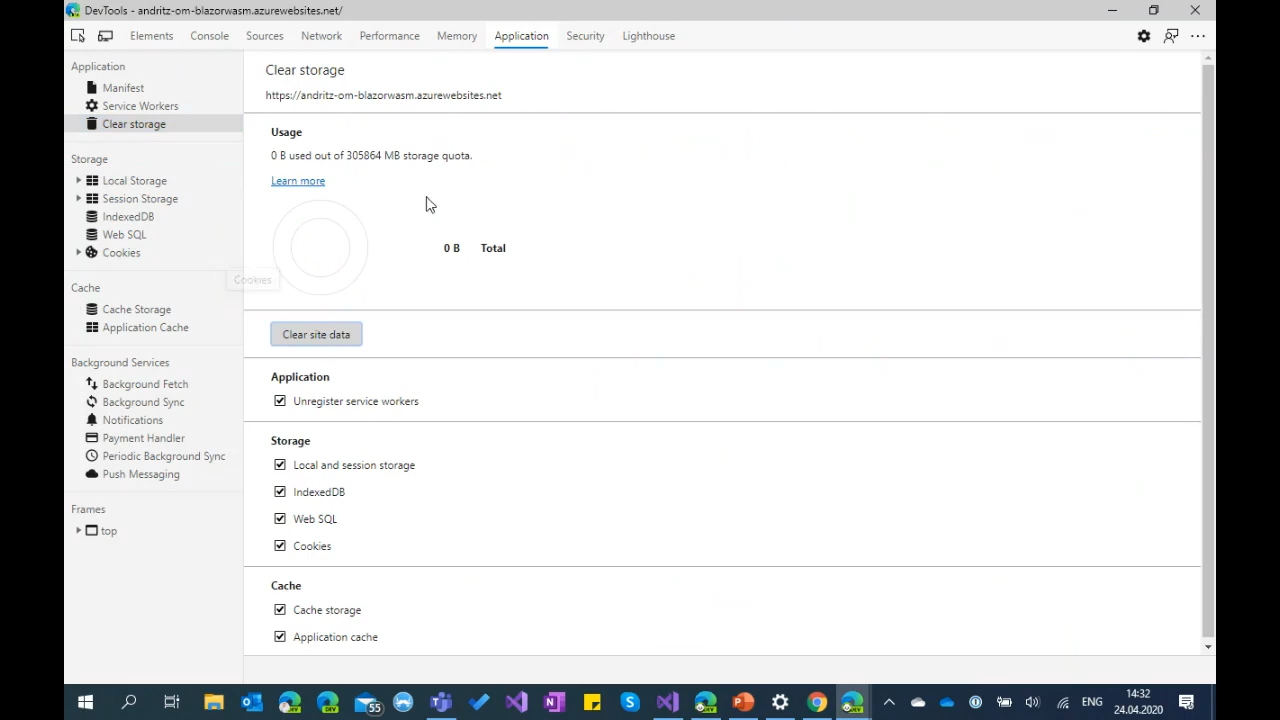 DevTools - andritz-om-blazorwasm.azurewebsites.net/
Elements Console Sources Network Performance Memory Application Security Lighthouse
Application
Manifest
Service Workers
Clear storage
Storage
Local Storage
Session Storage
IndexedDB
Web SQL
Cookies
Cookies
Cache
Cache Storage
Application Cache
Background Services
Background Fetch
Background Sync
Notifications
Payment Handler
Periodic Background Sync
Push Messaging
Frames
top
Clear storage
https://andritz-om-blazorwasm.azurewebsites.net
Usage
0 B used out of 305864 MB storage quota.
Learn more
0 B Total
Clear site data
Application
Unregister service workers
Storage
Local and session storage
IndexedDB
Web SQL
Cookies
Cache
Cache storage
Application cache
DEV
DEV
55
ENG
14:32
24.04.2020